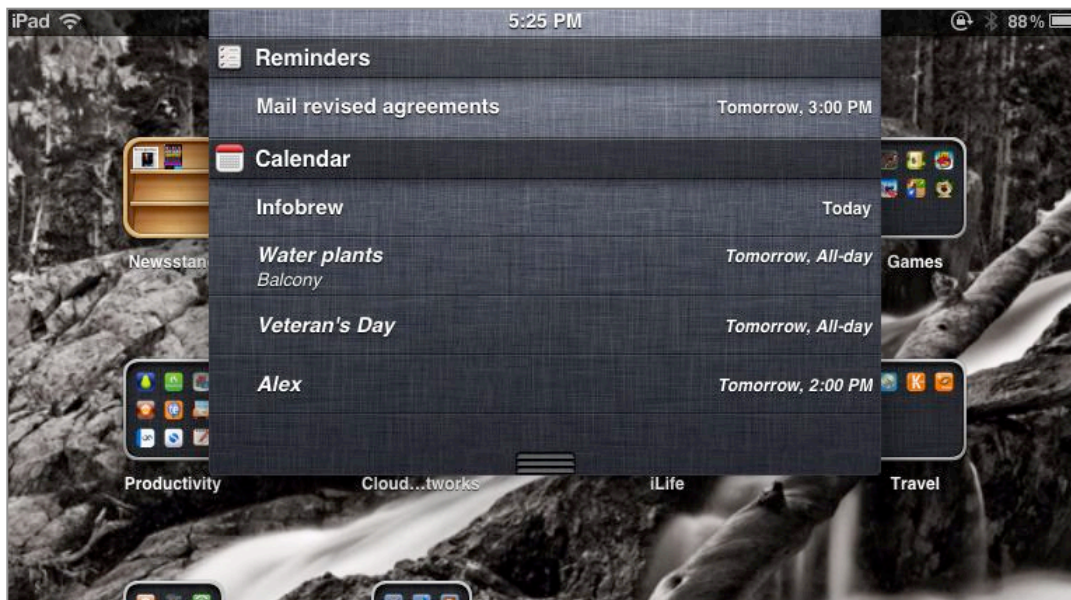 iPad 5:25 PM 88%
Reminders
Mail revised agreements Tomorrow, 3:00 PM
Calendar
Infobrew Today
Water plants Tomorrow, All-day
Balcony
Newsstan Games
Veteran's Day Tomorrow, All-day
Alex Tomorrow, 2:00 PM
Productivity Cloud...tworks iLife Travel